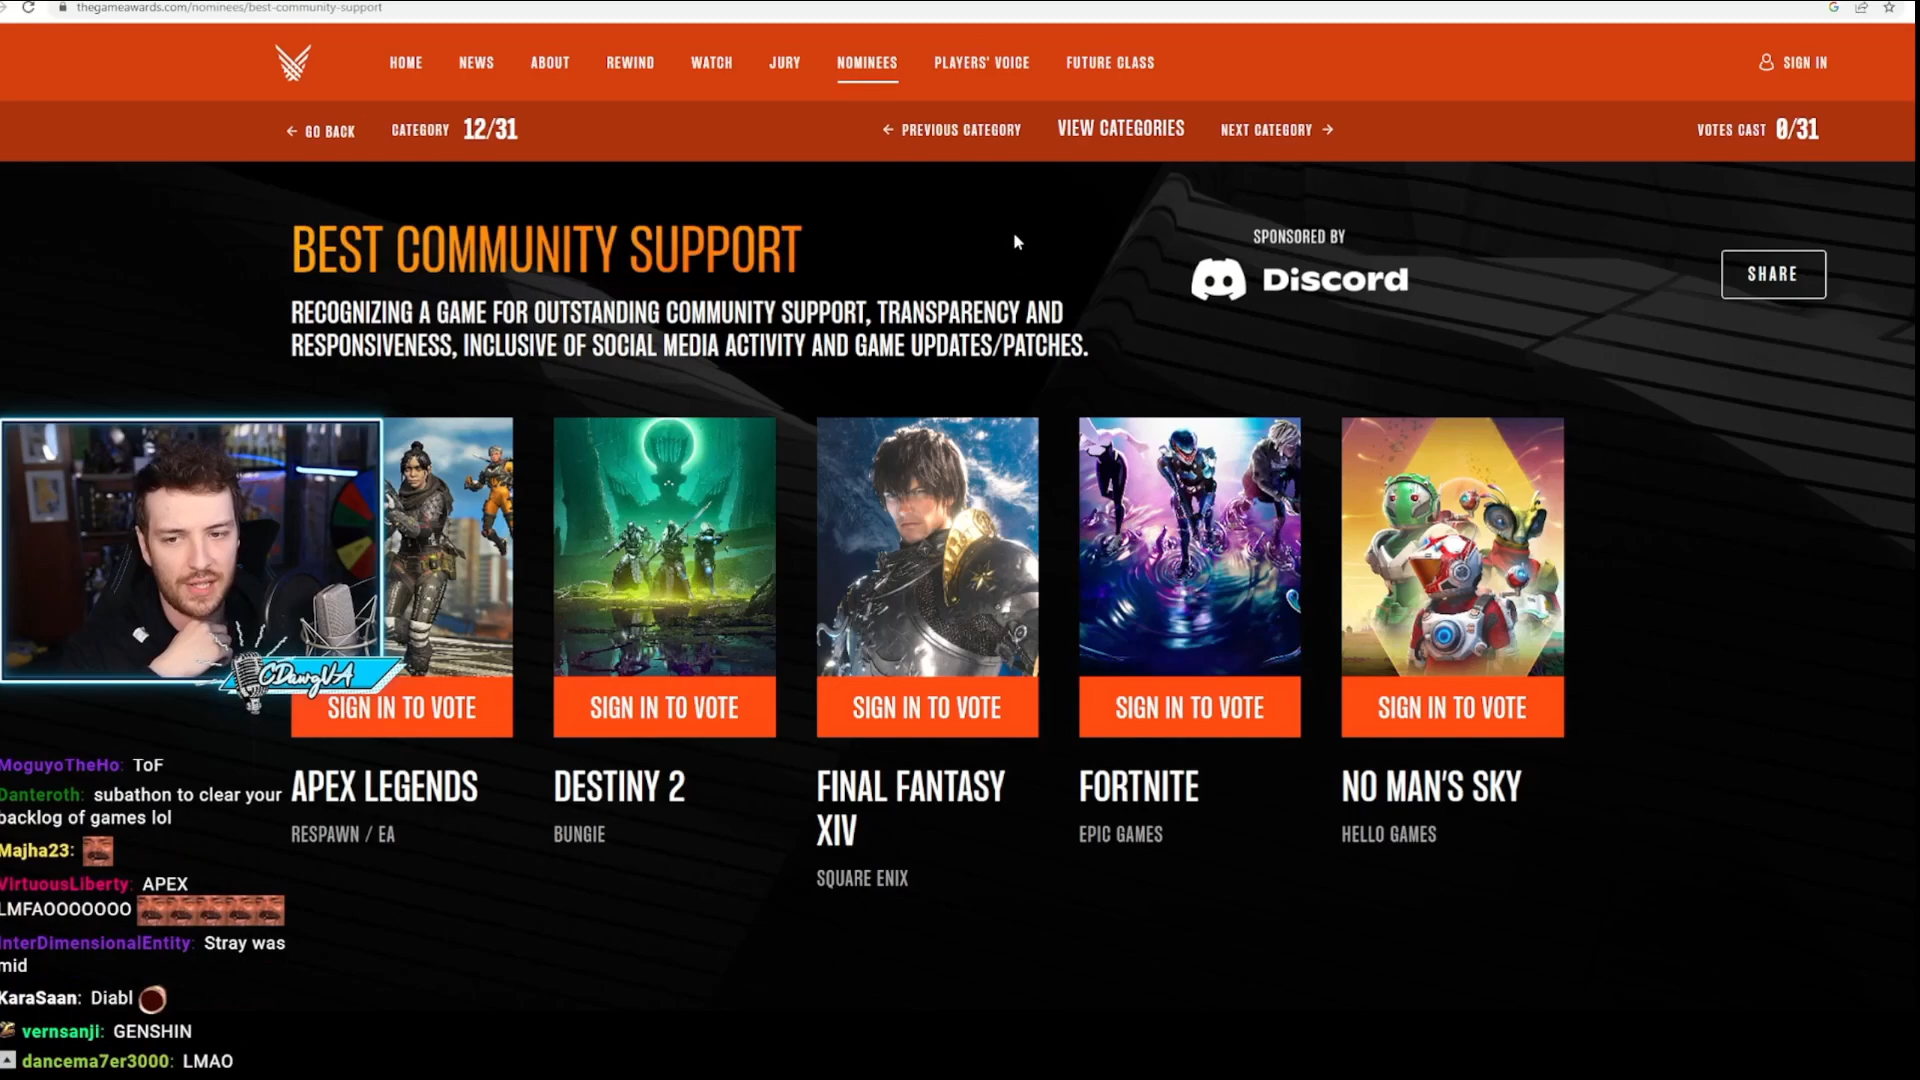 thegameawards.com/nominees/best-community-support
HOME NEWS ABOUT REWIND WATCH JURY NOMINEES PLAYERS' VOICE FUTURE CLASS SIGN IN
← GO BACK CATEGORY 12/31 ← PREVIOUS CATEGORY VIEW CATEGORIES NEXT CATEGORY → VOTES CAST 0/31
BEST COMMUNITY SUPPORT
RECOGNIZING A GAME FOR OUTSTANDING COMMUNITY SUPPORT, TRANSPARENCY AND
RESPONSIVENESS, INCLUSIVE OF SOCIAL MEDIA ACTIVITY AND GAME UPDATES/PATCHES.
SPONSORED BY
Discord
SHARE
CDawgVA
SIGN IN TO VOTE SIGN IN TO VOTE SIGN IN TO VOTE SIGN IN TO VOTE SIGN IN TO VOTE
APEX LEGENDS
RESPAWN / EA
DESTINY 2
BUNGIE
FINAL FANTASY
XIV
SQUARE ENIX
FORTNITE
EPIC GAMES
NO MAN'S SKY
HELLO GAMES
MoguyoTheHo: ToF
Danteroth: subathon to clear your
backlog of games lol
Majha23:
VirtuousLiberty: APEX
LMFAOOOOOOO
InterDimensionalEntity: Stray was
mid
KaraSaan: Diabl
vernsanji: GENSHIN
dancema7er3000: LMAO